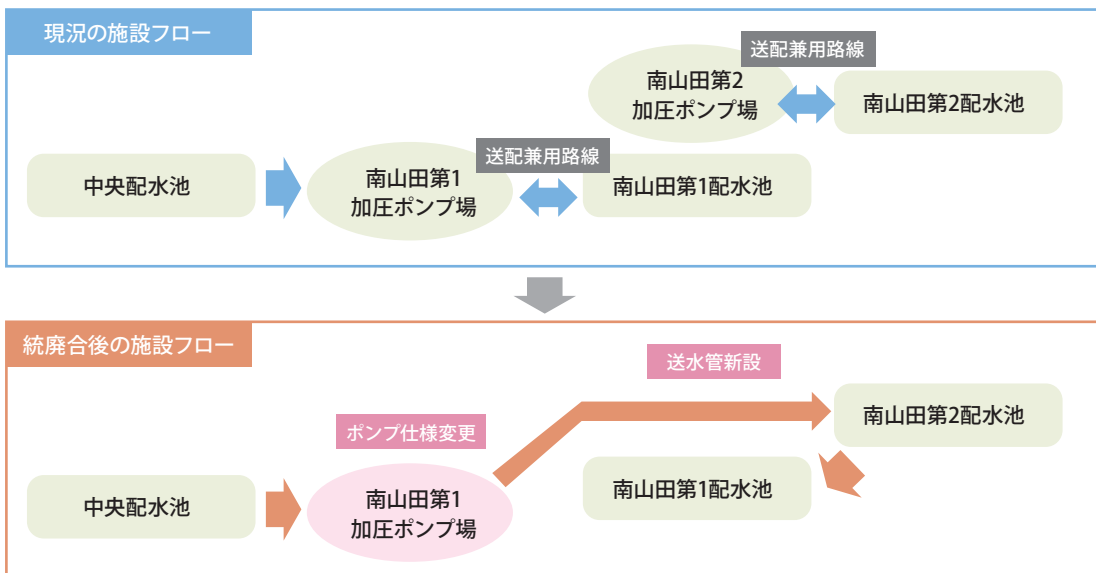 現況の施設フロー
送配兼用路線
南山田第2
加圧ポンプ場
南山田第2配水池
送配兼用路線
中央配水池
南山田第1
加圧ポンプ場
南山田第1配水池
統廃合後の施設フロー
送水管新設
南山田第2配水池
ポンプ仕様変更
南山田第1配水池
中央配水池
南山田第1
加圧ポンプ場